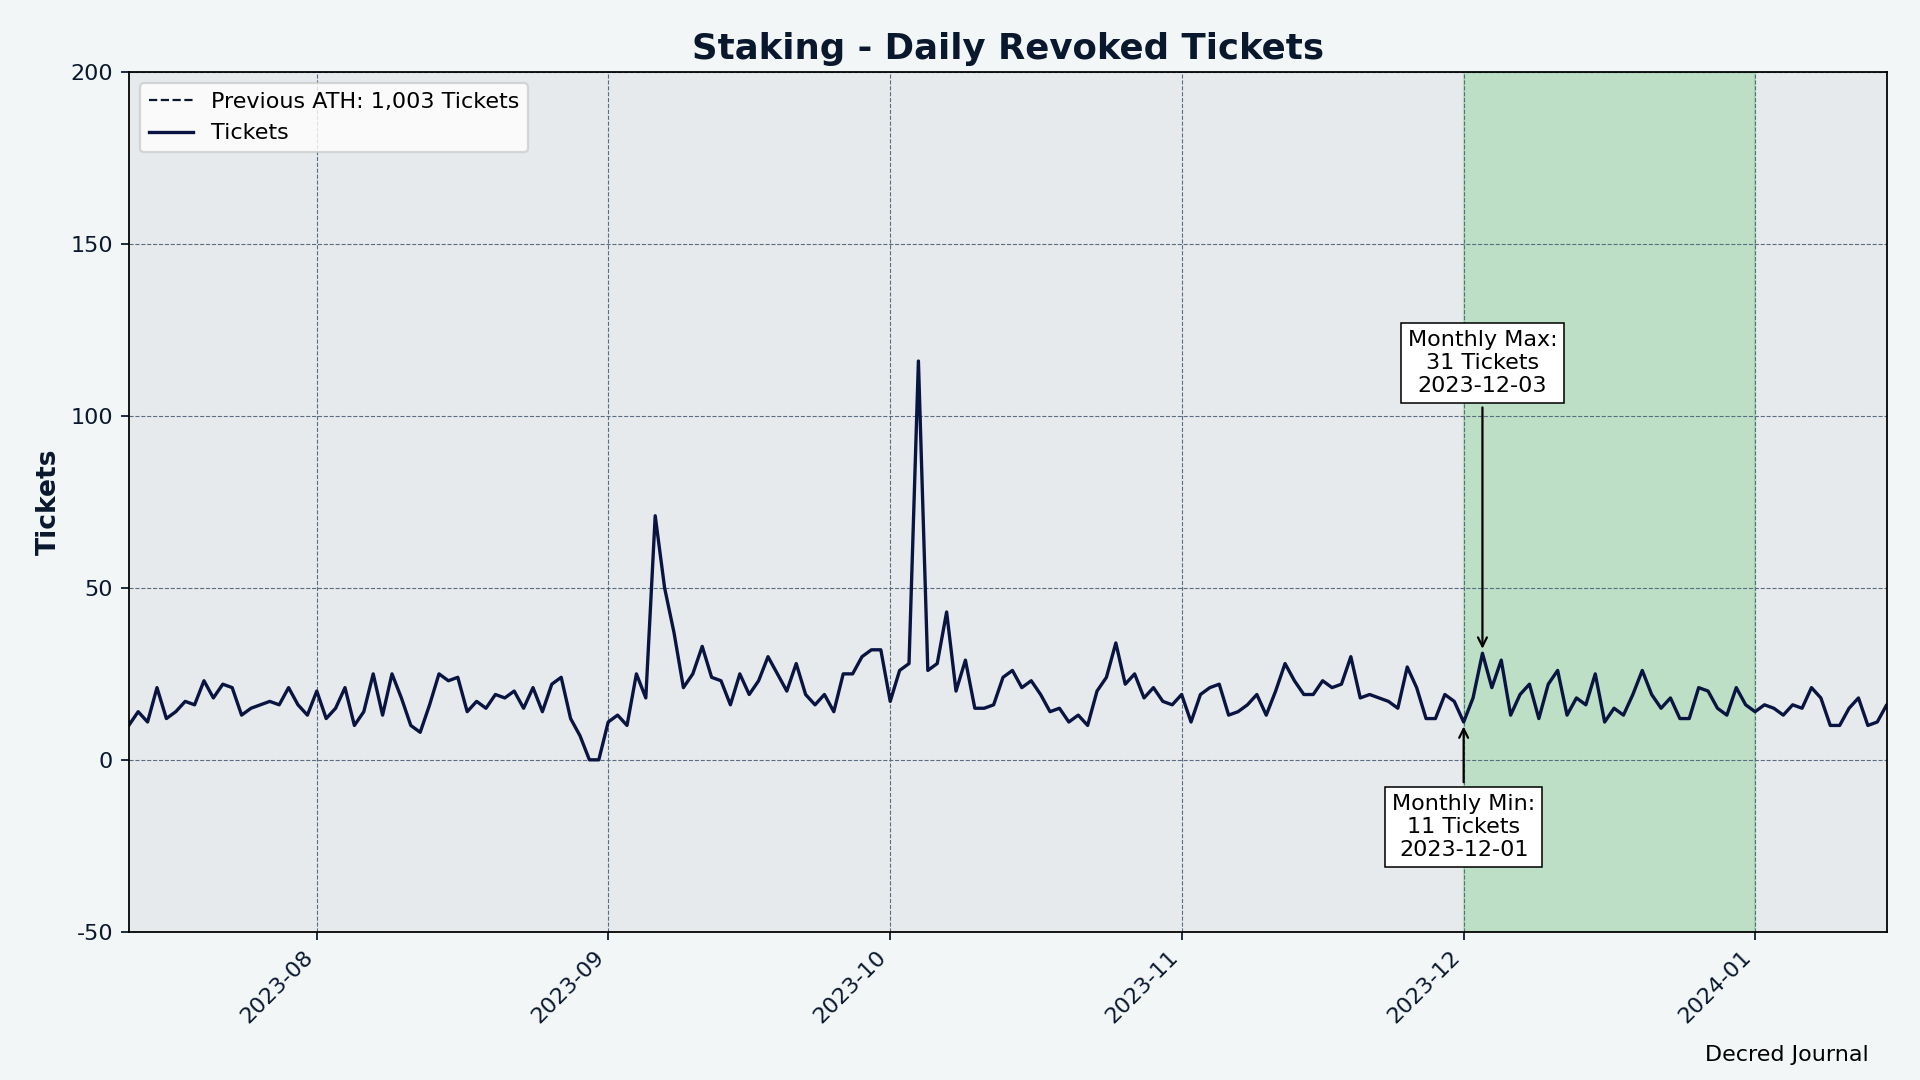 Staking - Daily Revoked Tickets
Previous ATH: 1,003 Tickets
Tickets
200
150
100
50
0
-50
Tickets
Monthly Max:
31 Tickets
2023-12-03
Monthly Min:
11 Tickets
2023-12-01
2023-08
2023-09
2023-10
2023-11
2023-12
2024-01
Decred Journal